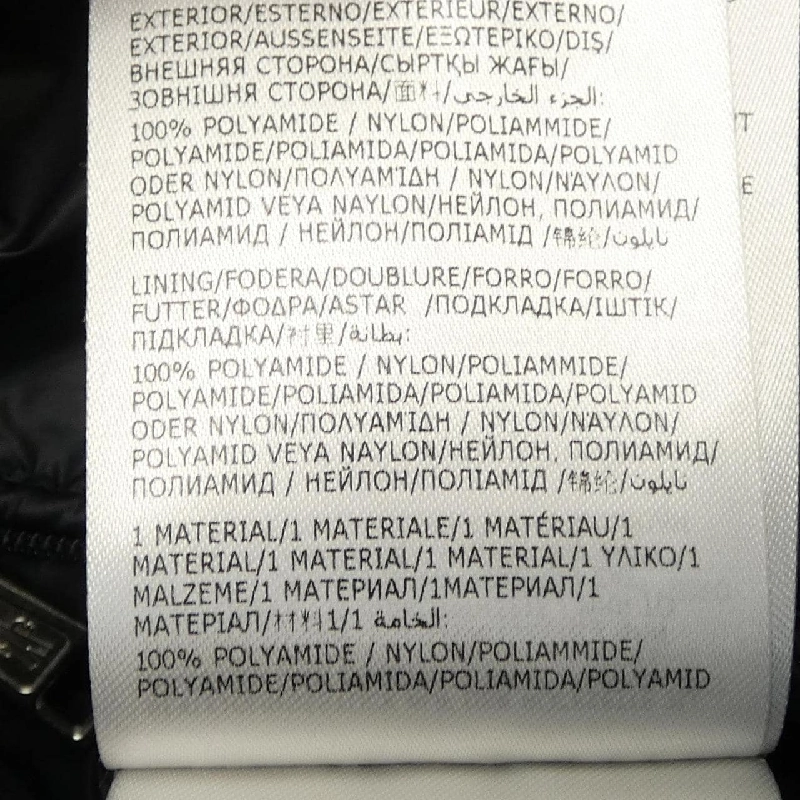 EXTERIOR/ESTERNO/EXTÉRIEUR/EXTERNO/
EXTERIOR/AUSSENSEITE/ΕΞΩΤΕΡΙΚΟ/DIŞ/
ВНЕШНЯЯ СТОРОНА/СЫРТҚЫ ЖАҒЫ/
ЗОВНІШНЯ СТОРОНА/面料/الجزء الخارجي:
100% POLYAMIDE / NYLON/POLIAMMIDE/
POLYAMIDE/POLIAMIDA/POLIAMIDA/POLYAMID
ODER NYLON/ΠΟΛΥΑΜΊΔΗ / NYLON/ΝΆΥΛΟΝ/
POLYAMID VEYA NAYLON/НЕЙЛОН, ПОЛИАМИД/
ПОЛИАМИД / НЕЙЛОН/ПОЛІАМІД /锦纶/نايلون
LINING/FODERA/DOUBLURE/FORRO/FORRO/
FUTTER/ΦΟΔΡΑ/ASTAR /ПОДКЛАДКА/ІШТІК/
ПІДКЛАДКА/衬里/بطانة:
100% POLYAMIDE / NYLON/POLIAMMIDE/
POLYAMIDE/POLIAMIDA/POLIAMIDA/POLYAMID
ODER NYLON/ΠΟΛΥΑΜΊΔΗ / NYLON/ΝΆΥΛΟΝ/
POLYAMID VEYA NAYLON/НЕЙЛОН, ПОЛИАМИД/
ПОЛИАМИД / НЕЙЛОН/ПОЛІАМІД /锦纶/نايلون
1 MATERIAL/1 MATERIALE/1 MATÉRIAU/1
MATERIAL/1 MATERIAL/1 MATERIAL/1 ΥΛΙΚΟ/1
MALZEME/1 МАТЕРИАЛ/1МАТЕРИАЛ/1
МАТЕРІАЛ/材料1/1 الخامة:
100% POLYAMIDE / NYLON/POLIAMMIDE/
POLYAMIDE/POLIAMIDA/POLIAMIDA/POLYAMID